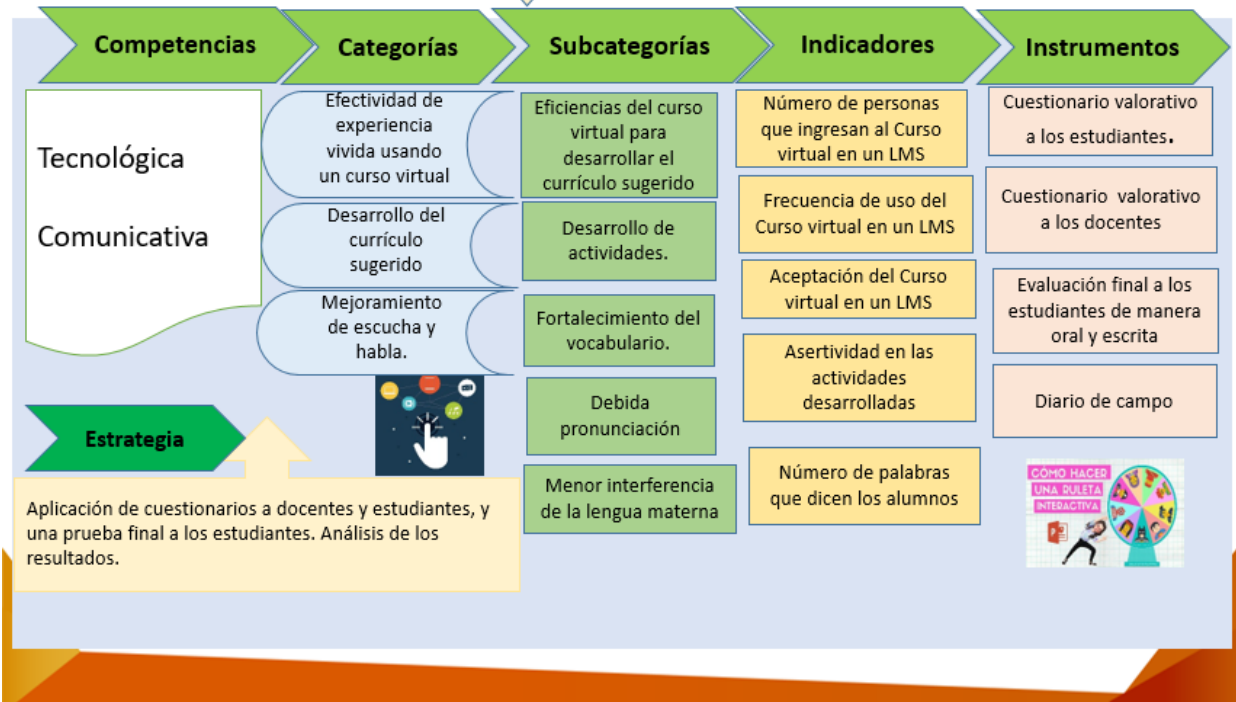 Competencias
Categorías
Subcategorías
Indicadores
Instrumentos
Tecnológica
Comunicativa
Efectividad de
experiencia
vivida usando
un curso virtual
Desarrollo del
currículo
sugerido
Mejoramiento
de escucha y
habla.
Eficiencias del curso
virtual para
desarrollar el
currículo sugerido
Desarrollo de
actividades.
Fortalecimiento del
vocabulario.
Debida
pronunciación
Menor interferencia
de la lengua materna
Número de personas
que ingresan al Curso
virtual en un LMS
Frecuencia de uso del
Curso virtual en un LMS
Aceptación del Curso
virtual en un LMS
Asertividad en las
actividades
desarrolladas
Número de palabras
que dicen los alumnos
Cuestionario valorativo
a los estudiantes.
Cuestionario valorativo
a los docentes
Evaluación final a los
estudiantes de manera
oral y escrita
Diario de campo
Estrategia
Aplicación de cuestionarios a docentes y estudiantes, y
una prueba final a los estudiantes. Análisis de los
resultados.
CÓMO HACER
UNA RULETA
INTERACTIVA
P